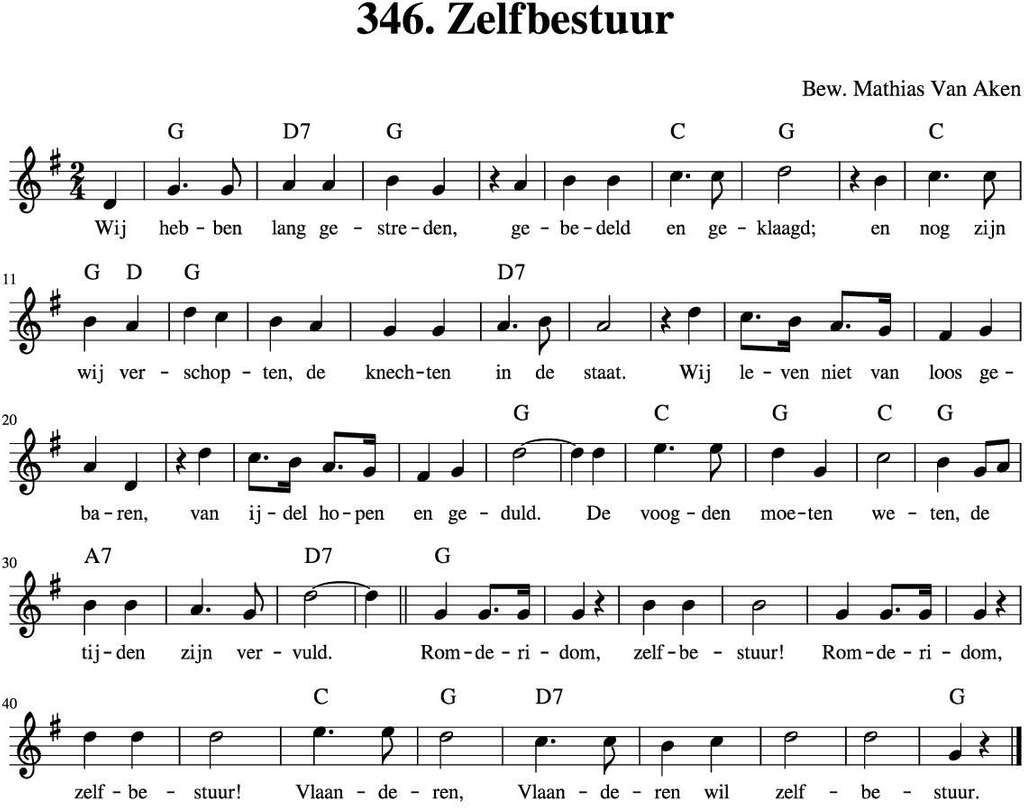 346. Zelfbestuur
Bew. Mathias Van Aken
G D7 G C G C
2
4
Wij heb - ben lang ge - stre - den, ge - be - deld en ge - klaagd; en nog zijn
11
G D G D7
wij ver - schop - ten, de knech - ten in de staat. Wij le - ven niet van loos ge -
20
G C G C G
ba - ren, van ij - del ho - pen en ge - duld. De voog - den moe - ten we - ten, de
30
A7 D7 G
tij - den zijn ver - vuld. Rom - de - ri - dom, zelf - be - stuur! Rom - de - ri - dom,
40
C G D7 G
zelf - be - stuur! Vlaan - de - ren, Vlaan - de - ren wil zelf - be - stuur.